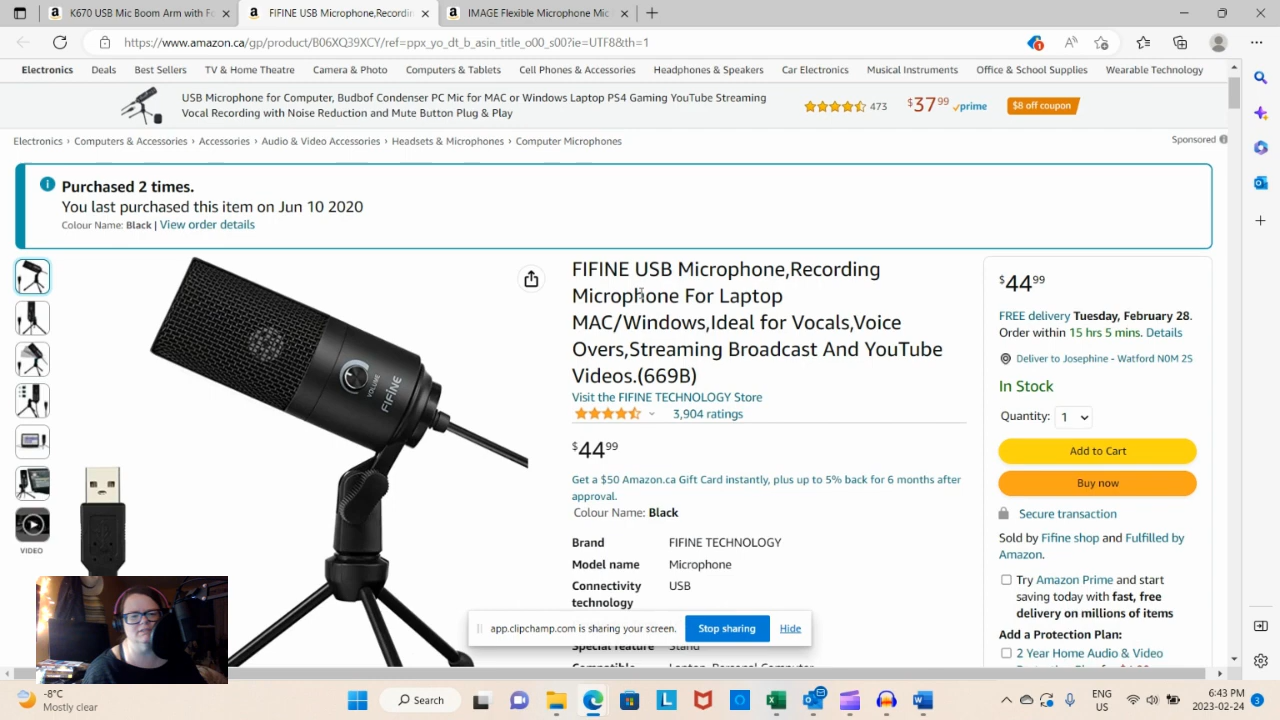 K670 USB Mic Boom Arm with Fo
FIFINE USB Microphone,Recordin
IMAGE Flexible Microphone Mic
https://www.amazon.ca/gp/product/B06XQ39XCY/ref=ppx_yo_dt_b_asin_title_o00_s00?ie=UTF8&th=1
Electronics Deals Best Sellers TV & Home Theatre Camera & Photo Computers & Tablets Cell Phones & Accessories Headphones & Speakers Car Electronics Musical Instruments Office & School Supplies Wearable Technology
USB Microphone for Computer, Budbof Condenser PC Mic for MAC or Windows Laptop PS4 Gaming YouTube Streaming
Vocal Recording with Noise Reduction and Mute Button Plug & Play
473 $37.99 prime $8 off coupon
Electronics › Computers & Accessories › Accessories › Audio & Video Accessories › Headsets & Microphones › Computer Microphones
Sponsored
Purchased 2 times.
You last purchased this item on Jun 10 2020
Colour Name: Black | View order details
VOLUME
FIFINE
VIDEO
FIFINE USB Microphone,Recording
Microphone For Laptop
MAC/Windows,Ideal for Vocals,Voice
Overs,Streaming Broadcast And YouTube
Videos.(669B)
Visit the FIFINE TECHNOLOGY Store
3,904 ratings
$44.99
Get a $50 Amazon.ca Gift Card instantly, plus up to 5% back for 6 months after
approval.
Colour Name: Black
Brand FIFINE TECHNOLOGY
Model name Microphone
Connectivity USB
technology
Special feature Stand
Compatible Laptop, Personal Computer
app.clipchamp.com is sharing your screen. Stop sharing Hide
$44.99
FREE delivery Tuesday, February 28.
Order within 15 hrs 5 mins. Details
Deliver to Josephine - Watford N0M 2S
In Stock
Quantity: 1
Add to Cart
Buy now
Secure transaction
Sold by Fifine shop and Fulfilled by
Amazon.
Try Amazon Prime and start
saving today with fast, free
delivery on millions of items
Add a Protection Plan:
2 Year Home Audio & Video
-8°C
Mostly clear
Search
ENG
US
6:43 PM
2023-02-24
3